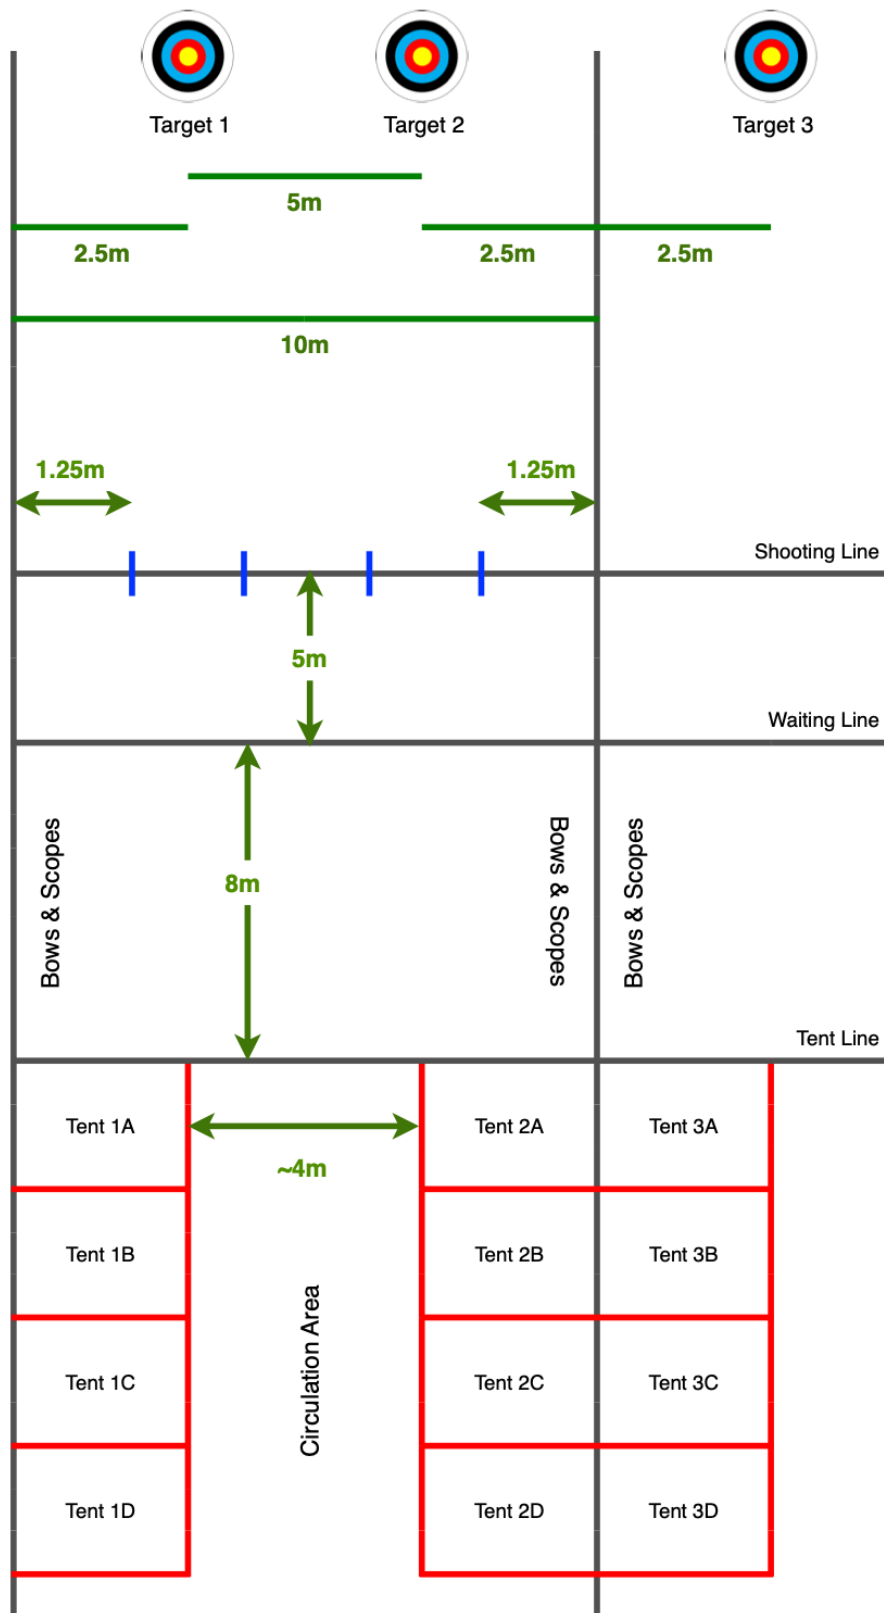 Target 1
Target 2
Target 3
5m
2.5m
2.5m
2.5m
10m
1.25m
1.25m
Shooting Line
5m
Waiting Line
Bows & Scopes
8m
Bows & Scopes
Bows & Scopes
Tent Line
Tent 1A
~4m
Tent 2A
Tent 3A
Tent 1B
Tent 2B
Tent 3B
Circulation Area
Tent 1C
Tent 2C
Tent 3C
Tent 1D
Tent 2D
Tent 3D